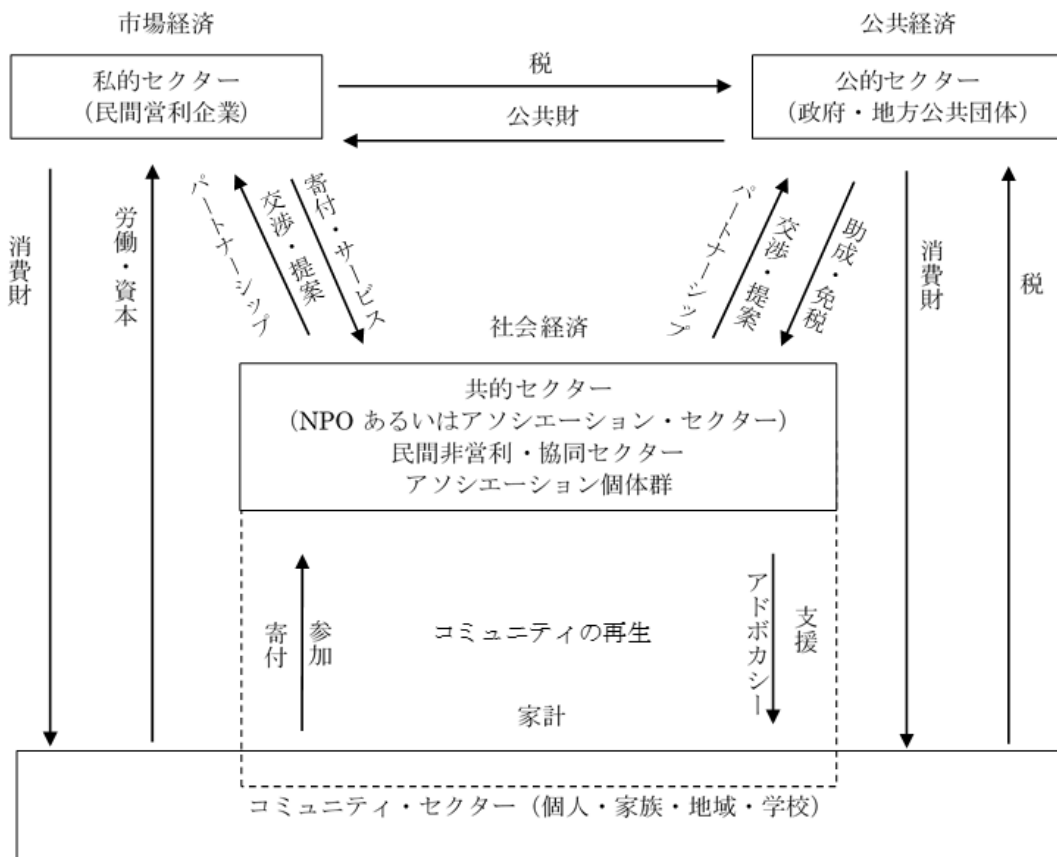 市場経済
公共経済
私的セクター
（民間営利企業）
税
公共財
公的セクター
（政府・地方公共団体）
消費財
労働・資本
パートナーシップ
交渉・提案
寄付・サービス
パートナーシップ
交渉・提案
助成・免税
消費財
税
社会経済
共的セクター
（NPO あるいはアソシエーション・セクター）
民間非営利・協同セクター
アソシエーション個体群
寄付
参加
コミュニティの再生
アドボカシー
支援
家計
コミュニティ・セクター（個人・家族・地域・学校）